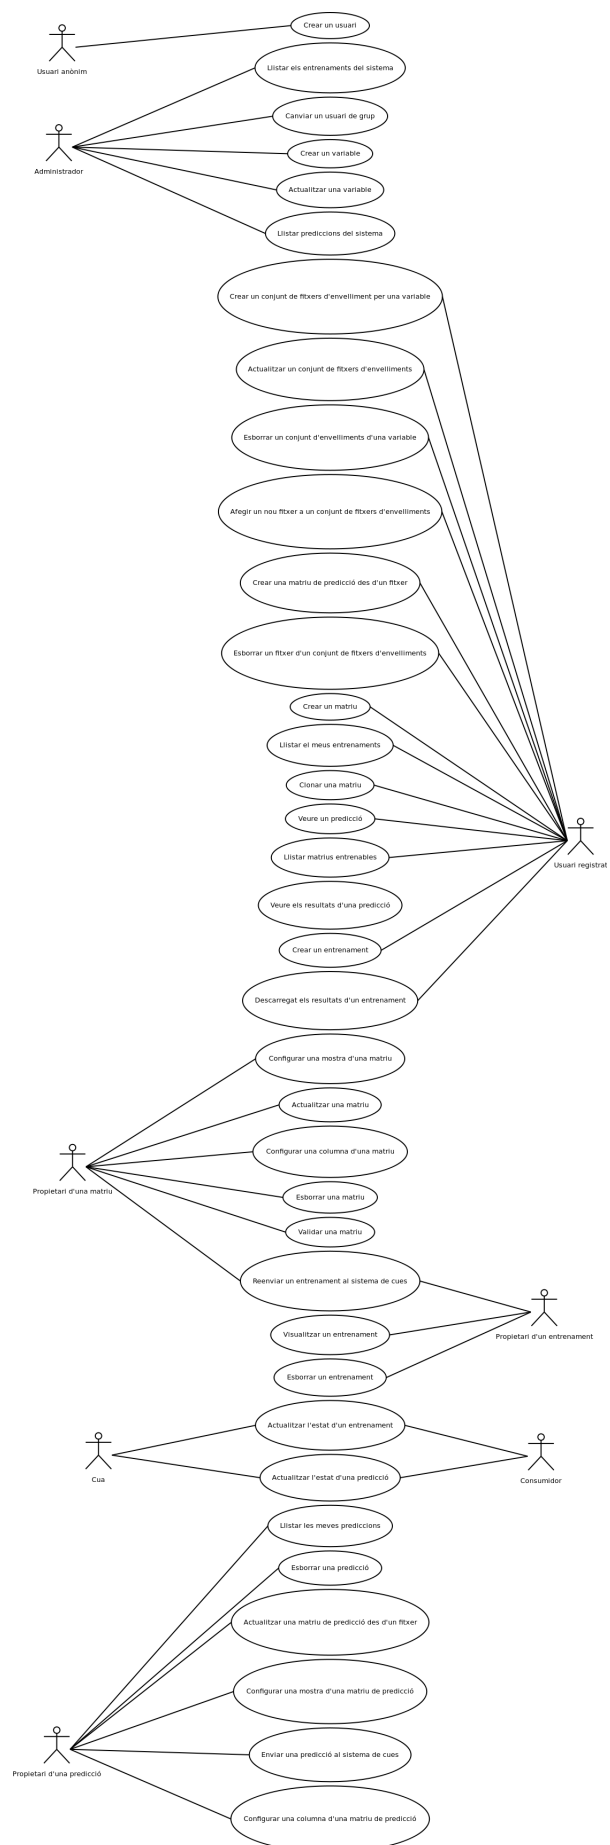 Crear un usuari
Usuari anònim
Llistar els entrenaments del sistema
Canviar un usuari de grup
Crear un variable
Administrador
Actualitzar una variable
Llistar prediccions del sistema
Crear un conjunt de fitxers d'envelliment per una variable
Actualitzar un conjunt de fitxers d'envelliments
Esborrar un conjunt d'envelliments d'una variable
Afegir un nou fitxer a un conjunt de fitxers d'envelliments
Crear una matriu de predicció des d'un fitxer
Esborrar un fitxer d'un conjunt de fitxers d'envelliments
Crear un matriu
Llistar el meus entrenaments
Clonar una matriu
Veure un predicció
Llistar matrius entrenables
Usuari registrat
Veure els resultats d'una predicció
Crear un entrenament
Descarregat els resultats d'un entrenament
Configurar una mostra d'una matriu
Actualitzar una matriu
Configurar una columna d'una matriu
Propietari d'una matriu
Esborrar una matriu
Validar una matriu
Reenviar un entrenament al sistema de cues
Visualitzar un entrenament
Propietari d'un entrenament
Esborrar un entrenament
Actualitzar l'estat d'un entrenament
Cua
Actualitzar l'estat d'una predicció
Consumidor
Llistar les meves prediccions
Esborrar una predicció
Actualitzar una matriu de predicció des d'un fitxer
Configurar una mostra d'una matriu de predicció
Enviar una predicció al sistema de cues
Propietari d'una predicció
Configurar una columna d'una matriu de predicció